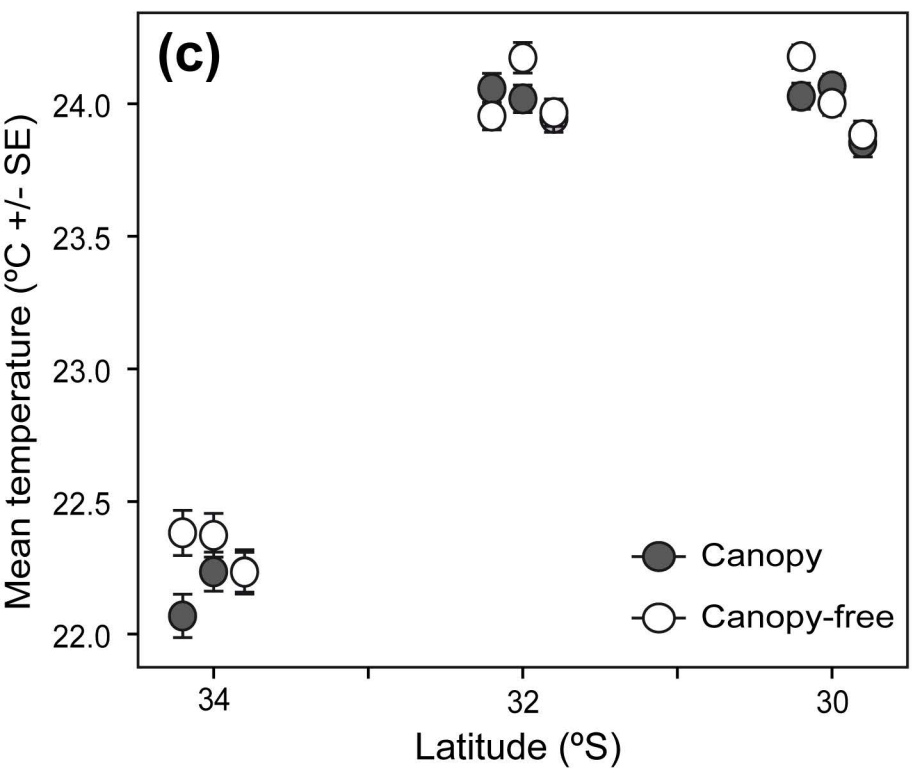 (c)
Mean temperature (ºC +/- SE)
24.0
23.5
23.0
22.5
22.0
Canopy
Canopy-free
34
32
30
Latitude (ºS)